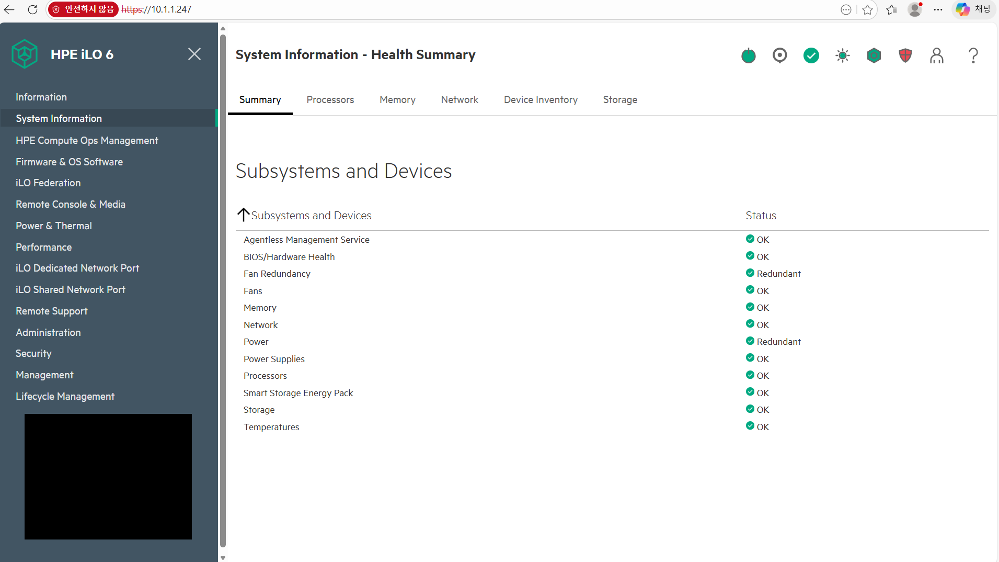 안전하지 않음 https://10.1.1.247 채팅
HPE iLO 6
Information
System Information
HPE Compute Ops Management
Firmware & OS Software
iLO Federation
Remote Console & Media
Power & Thermal
Performance
iLO Dedicated Network Port
iLO Shared Network Port
Remote Support
Administration
Security
Management
Lifecycle Management
System Information - Health Summary
Summary Processors Memory Network Device Inventory Storage
Subsystems and Devices
Subsystems and Devices Status
Agentless Management Service OK
BIOS/Hardware Health OK
Fan Redundancy Redundant
Fans OK
Memory OK
Network OK
Power Redundant
Power Supplies OK
Processors OK
Smart Storage Energy Pack OK
Storage OK
Temperatures OK